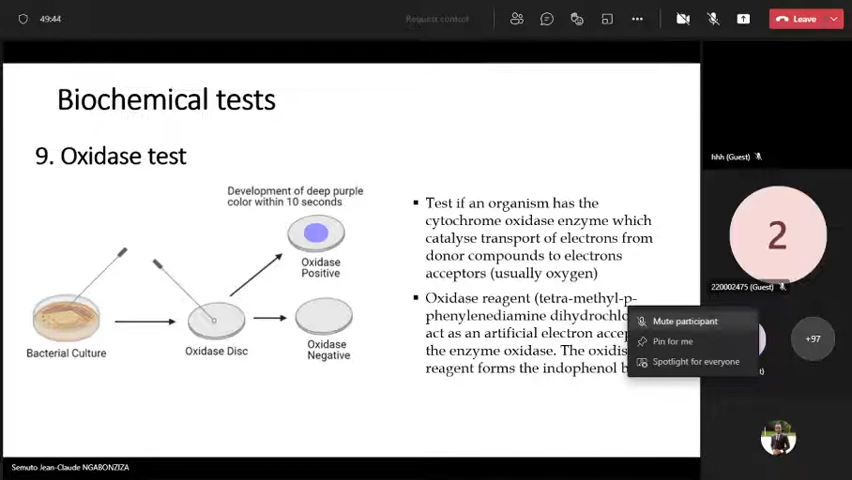 49:44
Request control
Leave
Biochemical tests
9. Oxidase test
Development of deep purple
color within 10 seconds
Oxidase
Positive
Bacterial Culture
Oxidase Disc
Oxidase
Negative
▪ Test if an organism has the
cytochrome oxidase enzyme which
catalyse transport of electrons from
donor compounds to electrons
acceptors (usually oxygen)
▪ Oxidase reagent (tetra-methyl-p-
phenylenediamine dihydrochlo
act as an artificial electron accep
the enzyme oxidase. The oxidis
reagent forms the indophenol b
hhh (Guest)
2
220002475 (Guest)
Mute participant
Pin for me
Spotlight for everyone
+97
Semuto Jean-Claude NGABONZIZA